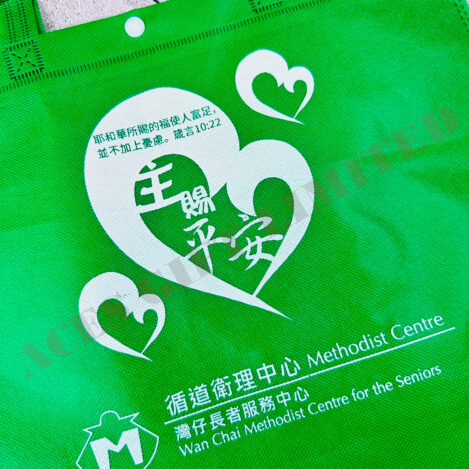 耶和華所賜的福使人富足，
並不加上憂慮。箴言10:22
主
賜
平安
循道衛理中心 Methodist Centre
灣仔長者服務中心
Wan Chai Methodist Centre for the Seniors
M